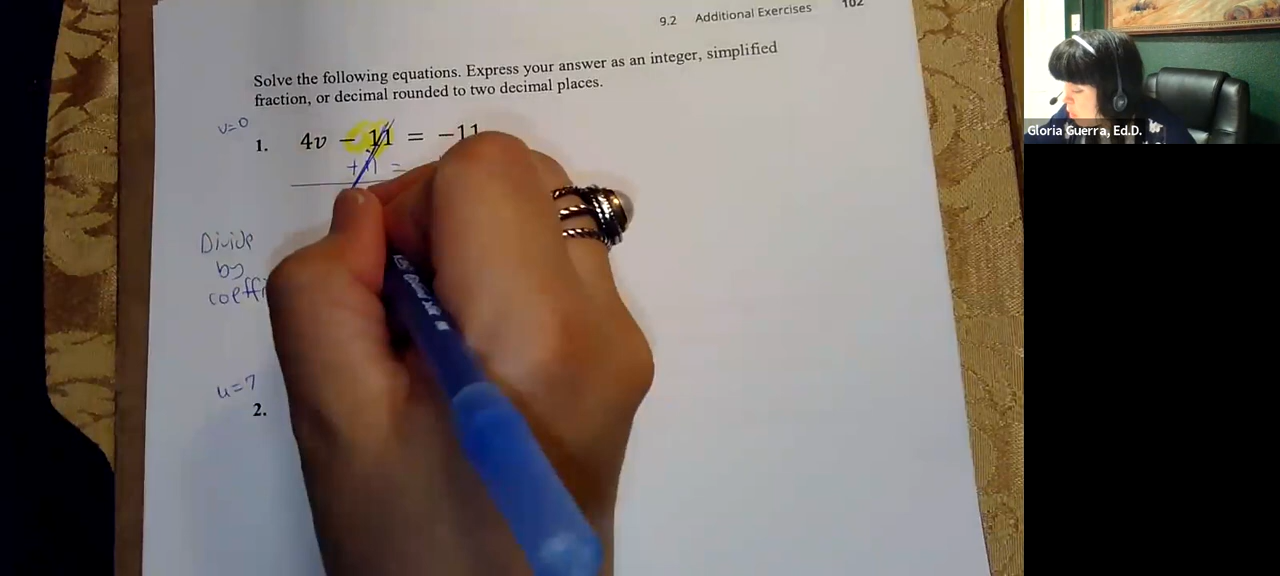 9.2 Additional Exercises 102
Solve the following equations. Express your answer as an integer, simplified
fraction, or decimal rounded to two decimal places.
v=0
1. 4v − 11 = −11
+11 =
Divide
by
u=7
2.
Gloria Guerra, Ed.D.